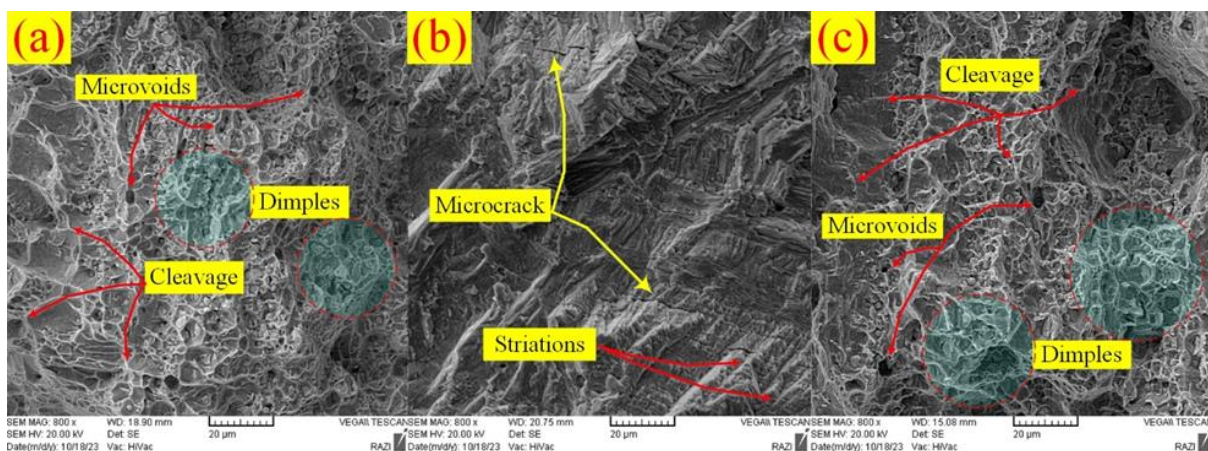 (a)
Microvoids
Dimples
Cleavage
SEM MAG: 800 x WD: 18.90 mm
SEM HV: 20.00 kV Det: SE
Date(m/d/y): 10/18/23 Vac: HiVac
20 µm
VEGA\\ TESCAN
RAZI
(b)
Microcrack
Striations
SEM MAG: 800 x WD: 20.75 mm
SEM HV: 20.00 kV Det: SE
Date(m/d/y): 10/18/23 Vac: HiVac
20 µm
VEGA\\ TESCAN
RAZI
(c)
Cleavage
Microvoids
Dimples
SEM MAG: 800 x WD: 15.08 mm
SEM HV: 20.00 kV Det: SE
Date(m/d/y): 10/18/23 Vac: HiVac
20 µm
VEGA\\ TESCAN
RAZI